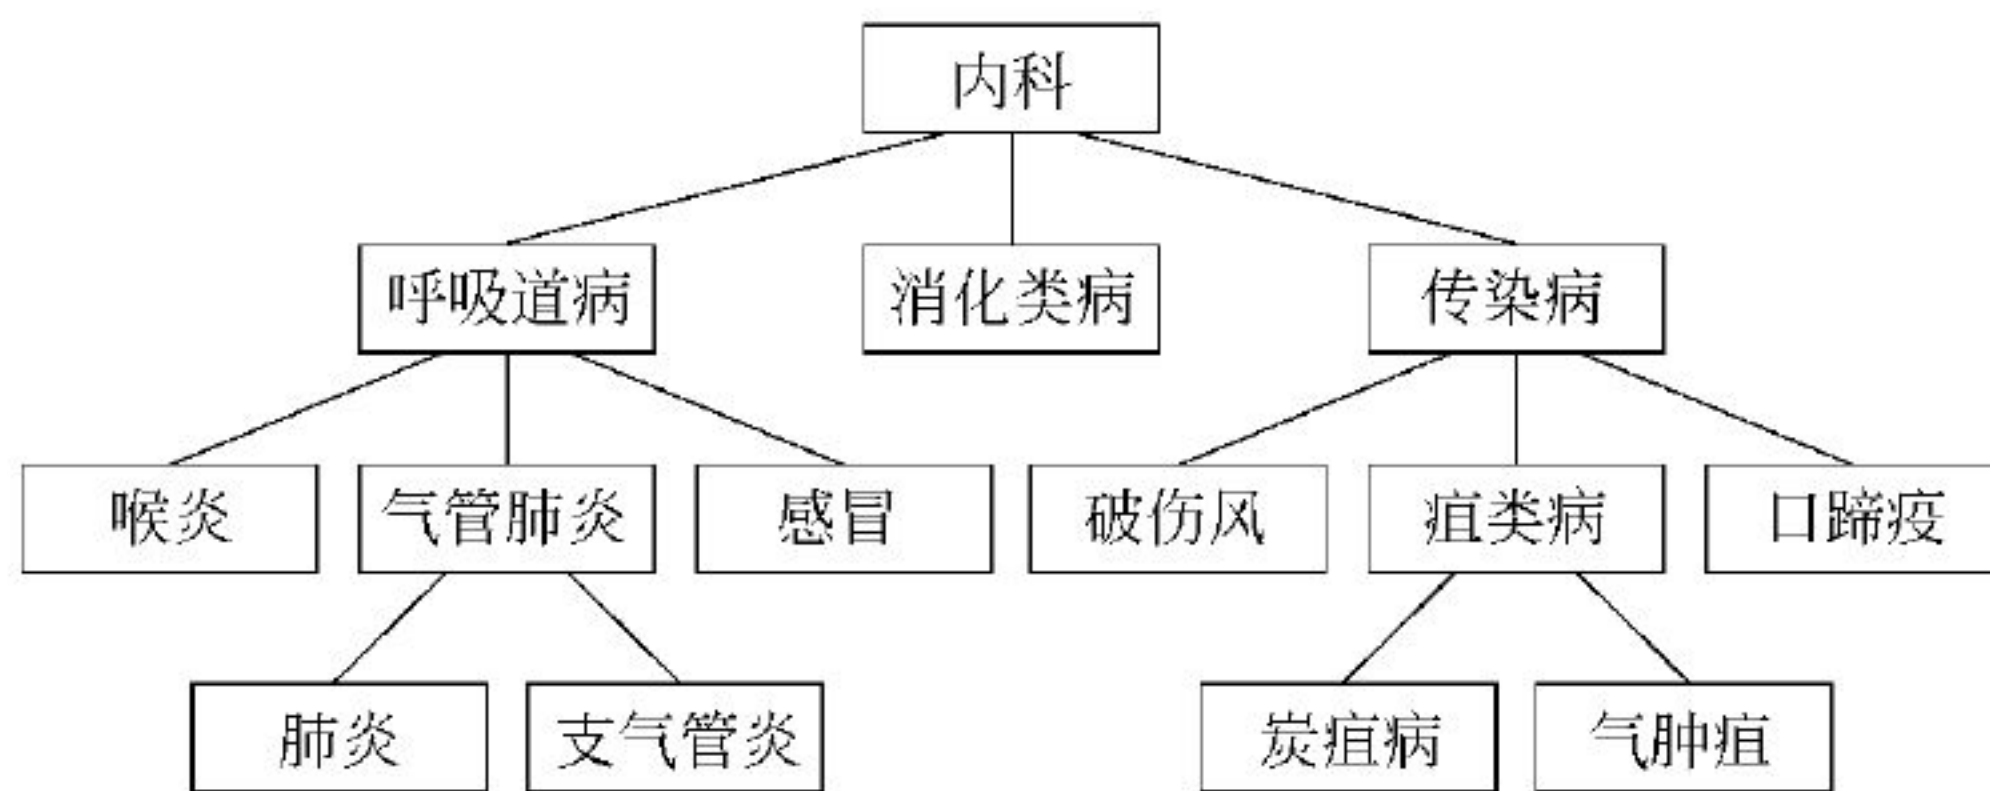 内科
呼吸道病
消化类病
传染病
喉炎
气管肺炎
感冒
破伤风
疽类病
口蹄疫
肺炎
支气管炎
炭疽病
气肿疽